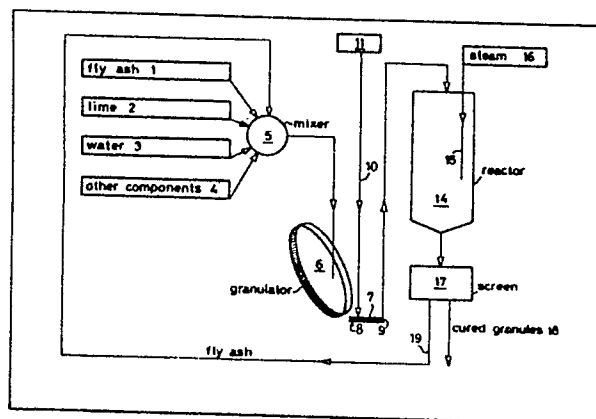 11
steam 16
fly ash 1
lime 2
mixer
water 3
5
other components 4
10
15
reactor
14
6
granulator
7
8
9
17
screen
19
cured granules 18
fly ash